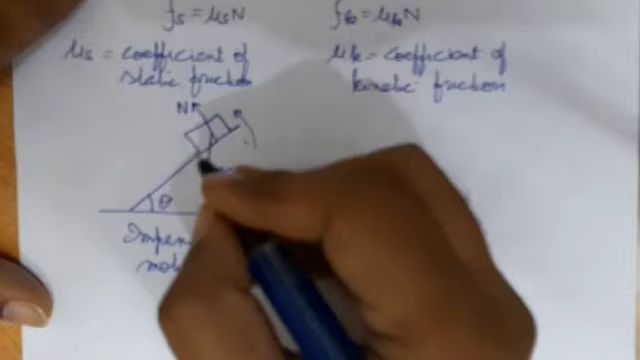 fs = μsN
fk = μkN
μs = coefficient of
static friction
μk = coefficient of
kinetic friction
N
θ